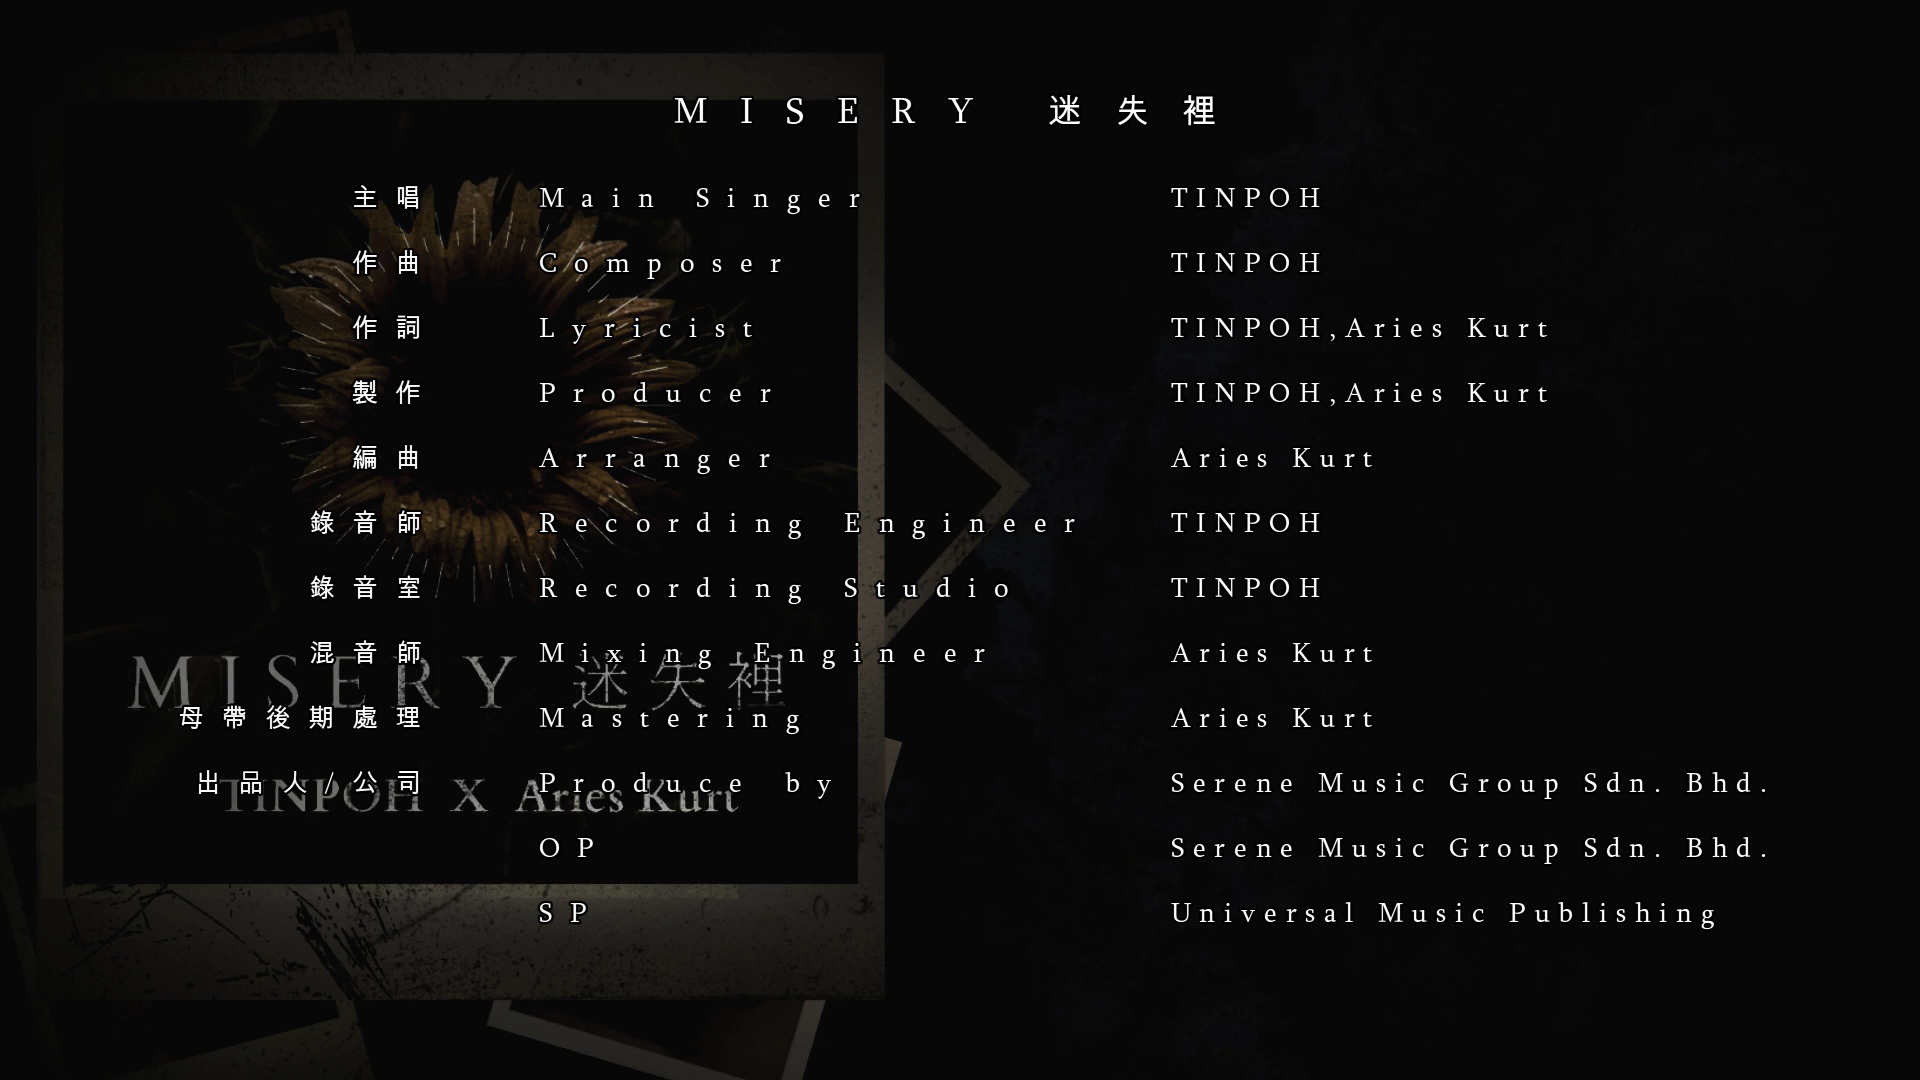 MISERY 迷失裡
主唱 Main Singer TINPOH
作曲 Composer TINPOH
作詞 Lyricist TINPOH,Aries Kurt
製作 Producer TINPOH,Aries Kurt
編曲 Arranger Aries Kurt
錄音師 Recording Engineer TINPOH
錄音室 Recording Studio TINPOH
混音師 Mixing Engineer Aries Kurt
MISERY 迷失裡
母帶後期處理 Mastering Aries Kurt
出品人/公司 Produce by Serene Music Group Sdn. Bhd.
TINPOH X Aries Kurt
OP Serene Music Group Sdn. Bhd.
SP Universal Music Publishing